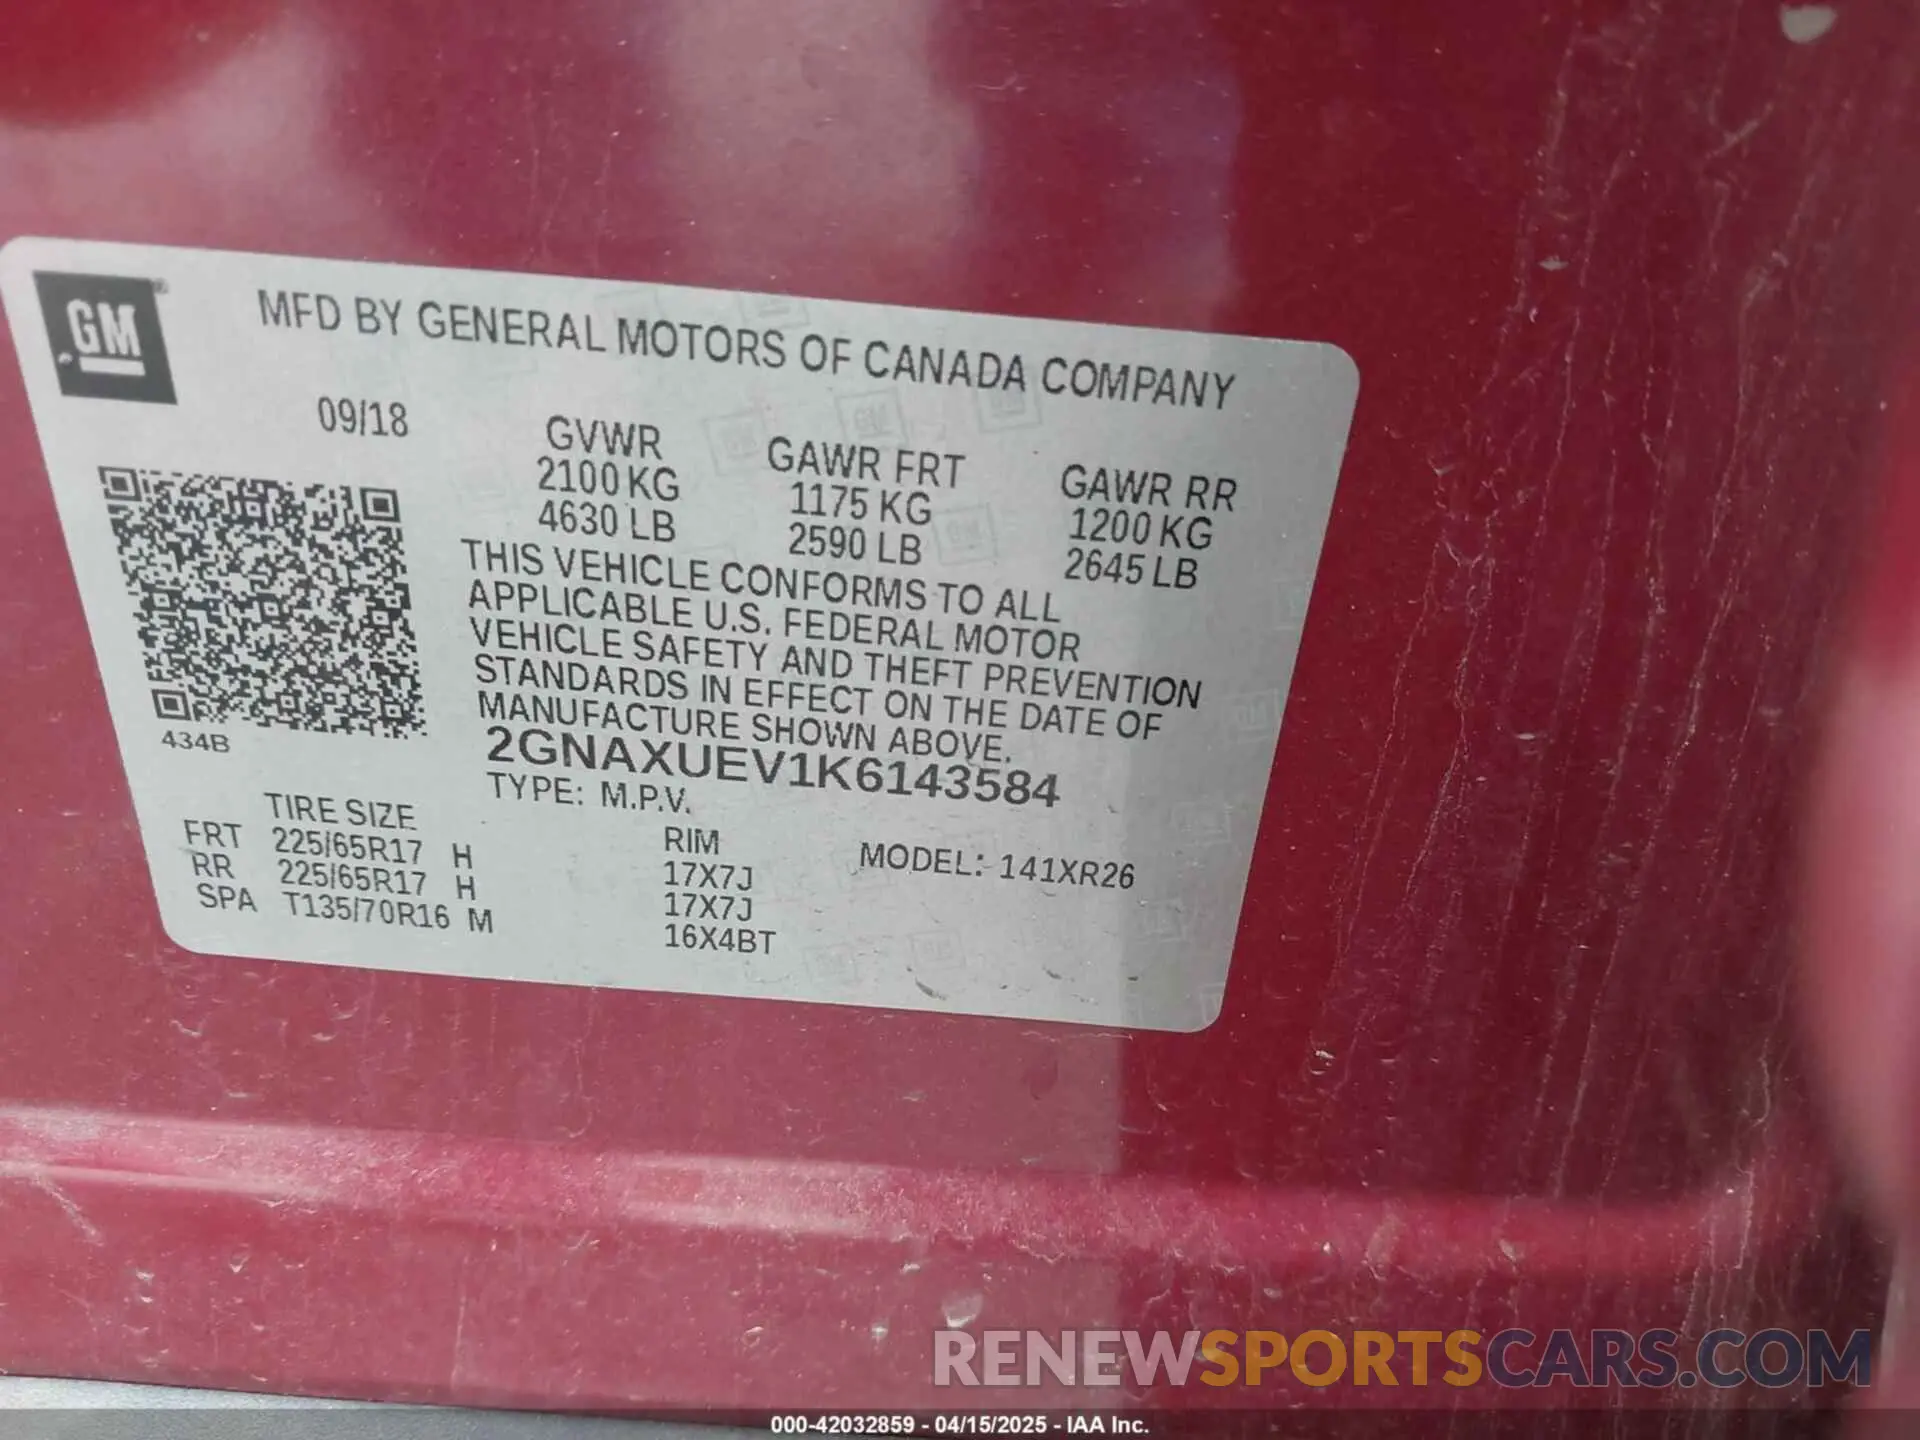 GM
MFD BY GENERAL MOTORS OF CANADA COMPANY
09/18
GVWR
2100 KG
4630 LB
GAWR FRT
1175 KG
2590 LB
GAWR RR
1200 KG
2645 LB
THIS VEHICLE CONFORMS TO ALL
APPLICABLE U.S. FEDERAL MOTOR
VEHICLE SAFETY AND THEFT PREVENTION
STANDARDS IN EFFECT ON THE DATE OF
MANUFACTURE SHOWN ABOVE.
434B
2GNAXUEV1K6143584
TYPE: M.P.V.
TIRE SIZE RIM
FRT 225/65R17 H 17X7J
RR 225/65R17 H 17X7J
SPA T135/70R16 M 16X4BT
MODEL: 141XR26
RENEWSPORTSCARS.COM
000-42032859 - 04/15/2025 - IAA Inc.